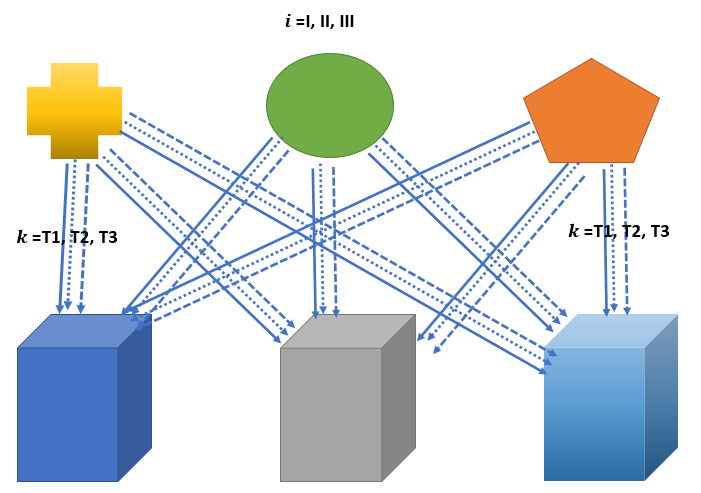 i =I, II, III
k =T1, T2, T3
k =T1, T2, T3